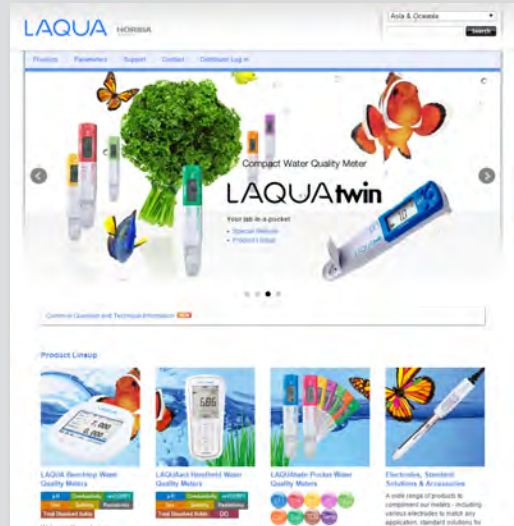 LAQUA HORIBA
Asia & Oceania
Search
Products Parameters Support Contact Distributor Log in
Compact Water Quality Meter
LAQUAtwin
Your lab in a pocket
Special Website
Product Detail
Common Question and Technical Information NEW
Product Lineup
LAQUA Benchtop Water
Quality Meters
pH Conductivity
Ion Salinity Resistivity
Total Dissolved Solids
LAQUAact Handheld Water
Quality Meters
pH Conductivity
Ion Salinity Resistivity
Total Dissolved Solids DO
LAQUAtwin Pocket Water
Quality Meters
Electrodes, Standard
Solutions & Accessories
A wide range of products to
compliment our meters - including
various electrodes to match any
application, standard solutions for